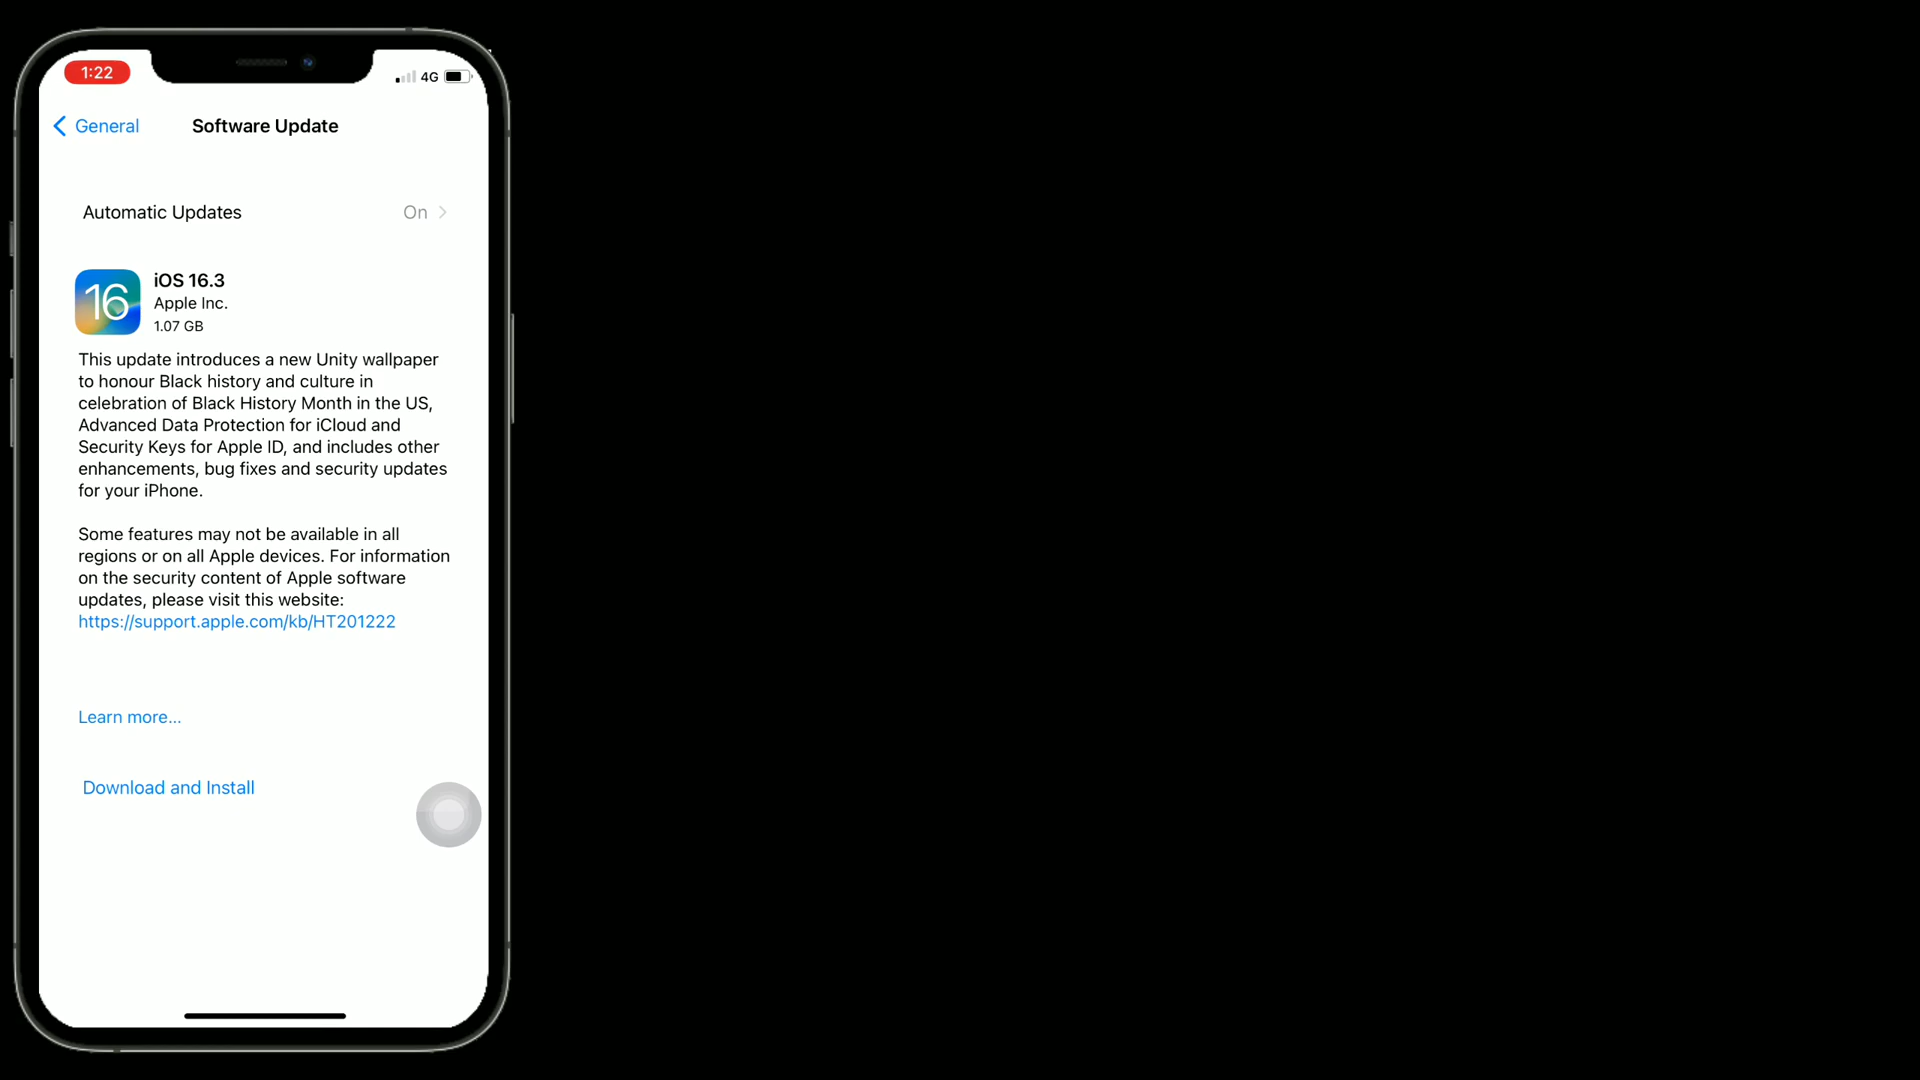 1:22
4G
General
Software Update
Automatic Updates
On
16
iOS 16.3
Apple Inc.
1.07 GB
This update introduces a new Unity wallpaper
to honour Black history and culture in
celebration of Black History Month in the US,
Advanced Data Protection for iCloud and
Security Keys for Apple ID, and includes other
enhancements, bug fixes and security updates
for your iPhone.
Some features may not be available in all
regions or on all Apple devices. For information
on the security content of Apple software
updates, please visit this website:
https://support.apple.com/kb/HT201222
Learn more...
Download and Install